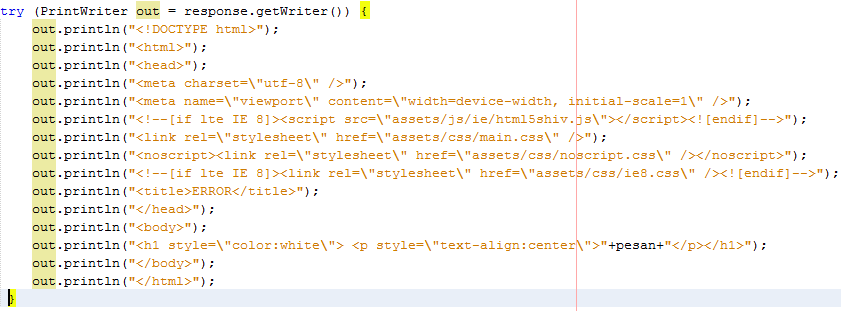 try (PrintWriter out = response.getWriter()) {
    out.println("<!DOCTYPE html>");
    out.println("<html>");
    out.println("<head>");
    out.println("<meta charset=\"utf-8\" />");
    out.println("<meta name=\"viewport\" content=\"width=device-width, initial-scale=1\" />");
    out.println("<!--[if lte IE 8]><script src=\"assets/js/ie/html5shiv.js\"></script><![endif]-->");
    out.println("<link rel=\"stylesheet\" href=\"assets/css/main.css\" />");
    out.println("<noscript><link rel=\"stylesheet\" href=\"assets/css/noscript.css\" /></noscript>");
    out.println("<!--[if lte IE 8]><link rel=\"stylesheet\" href=\"assets/css/ie8.css\" /><![endif]-->");
    out.println("<title>ERROR</title>");
    out.println("</head>");
    out.println("<body>");
    out.println("<h1 style=\"color:white\"> <p style=\"text-align:center\">"+pesan+"</p></h1>");
    out.println("</body>");
    out.println("</html>");
}